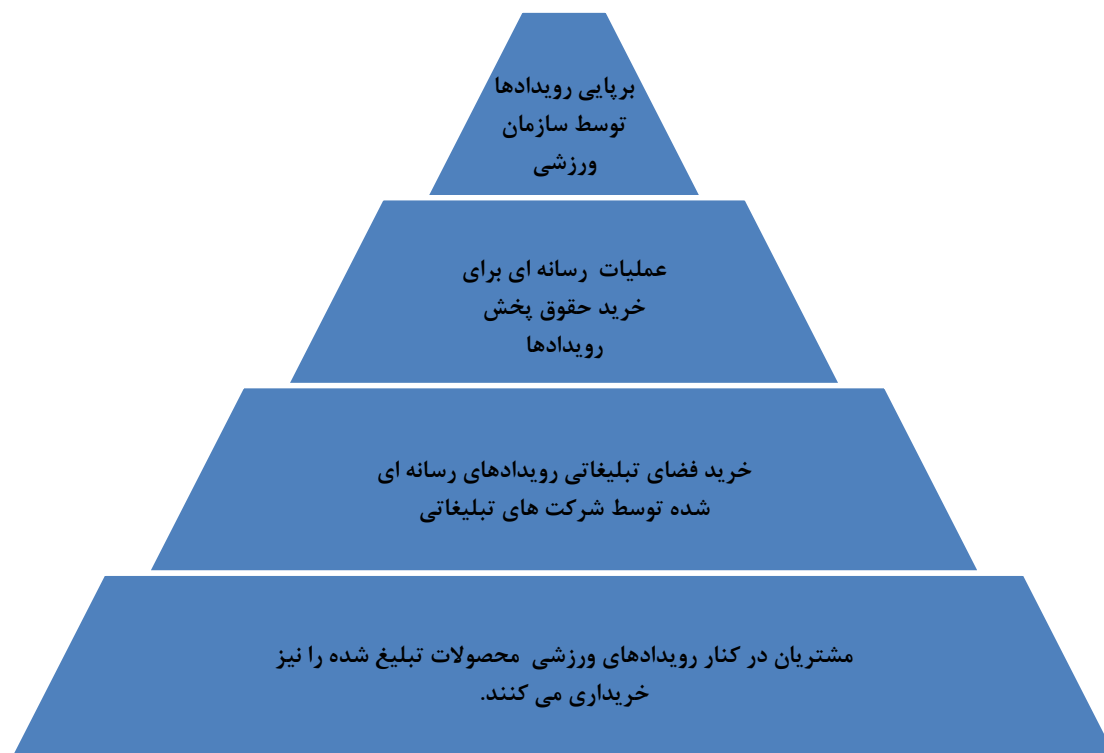 برپایی رویدادها
توسط سازمان
ورزشی
عملیات رسانه ای برای
خرید حقوق پخش
رویدادها
خرید فضای تبلیغاتی رویدادهای رسانه ای
شده توسط شرکت های تبلیغاتی
مشتریان در کنار رویدادهای ورزشی محصولات تبلیغ شده را نیز
خریداری می کنند.